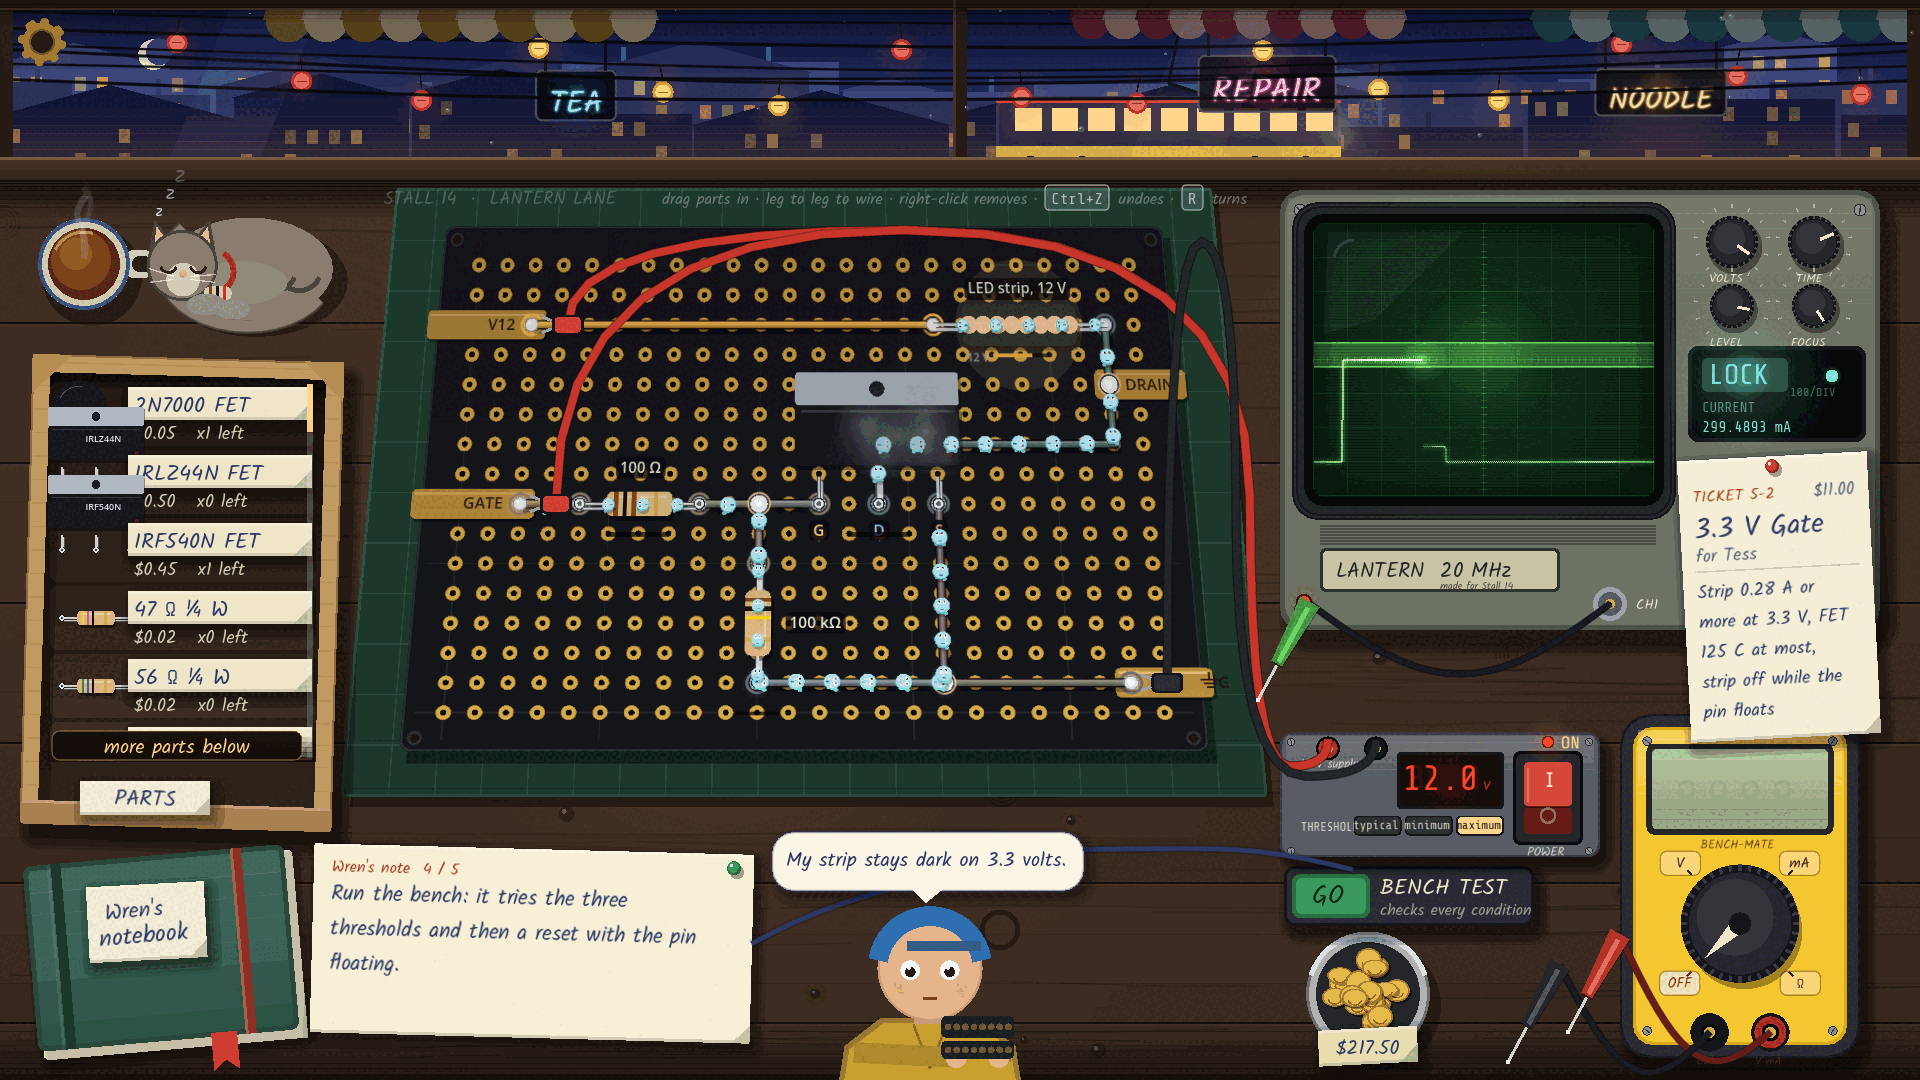 TEA
REPAIR
NOODLE
STALL 14 · LANTERN LANE
drag parts in · leg to leg to wire · right-click removes · Ctrl+Z undoes · R turns
z
z
z
2N7000 FET
0.05 x1 left
IRLZ44N
IRLZ44N FET
0.50 x1 left
IRF540N
IRF540N FET
$0.45 x1 left
47 Ω ¼ W
$0.02 x0 left
56 Ω ¼ W
$0.02 x0 left
more parts below
PARTS
V12
LED strip, 12 V
12 V
DRAIN
100 Ω
GATE
G
D
S
100 kΩ
G
VOLTS
TIME
LEVEL
FOCUS
LOCK
100/DIV
CURRENT
299.4893 mA
LANTERN 20 MHz
made for Stall 14
CH1
TICKET 5-2 $11.00
3.3 V Gate
for Tess
Strip 0.28 A or
more at 3.3 V, FET
125 C at most,
strip off while the
pin floats
supply
12.0 V
ON
I
THRESHOL
typical
minimum
maximum
POWER
GO
BENCH TEST
checks every condition
BENCH-MATE
V
mA
OFF
Ω
$217.50
Wren's
notebook
Wren's note 4 / 5
Run the bench: it tries the three
thresholds and then a reset with the pin
floating.
My strip stays dark on 3.3 volts.